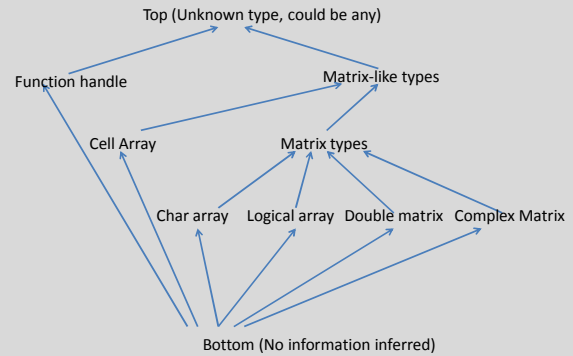 Top (Unknown type, could be any)
Function handle
Matrix-like types
Cell Array
Matrix types
Char array
Logical array
Double matrix
Complex Matrix
Bottom (No information inferred)